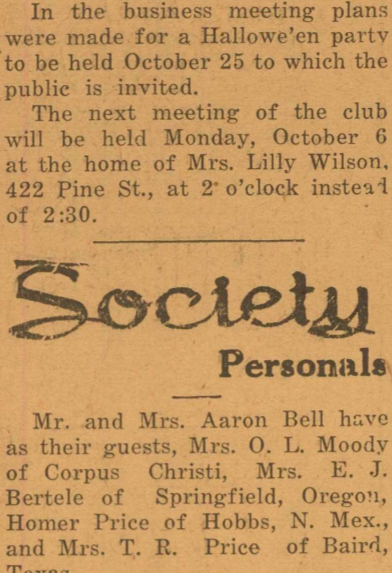 In the business meeting plans
were made for a Hallowe'en party
to be held October 25 to which the
public is invited.
The next meeting of the club
will be held Monday, October 6
at the home of Mrs. Lilly Wilson,
422 Pine St., at 2 o'clock instead
of 2:30.
Society
Personals
Mr. and Mrs. Aaron Bell have
as their guests, Mrs. O. L. Moody
of Corpus Christi, Mrs. E. J.
Bertele of Springfield, Oregon,
Homer Price of Hobbs, N. Mex.,
and Mrs. T. R. Price of Baird,
Texas